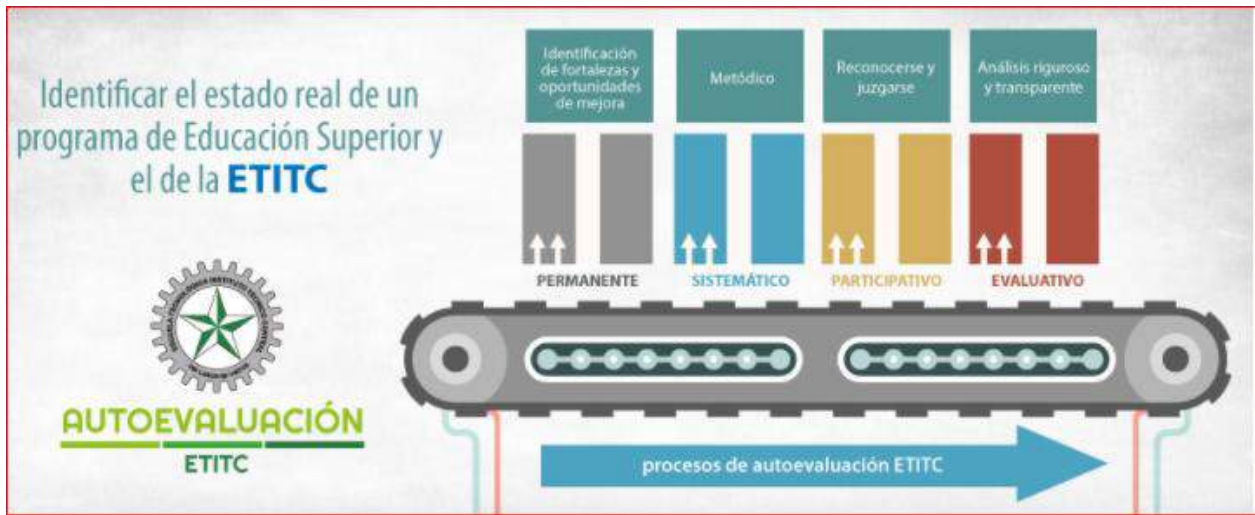 Identificar el estado real de un
programa de Educación Superior y
el de la ETITC
AUTOEVALUACIÓN
ETITC
Identificación
de fortalezas y
oportunidades
de mejora
Metódico
Reconocerse y
juzgarse
Análisis riguroso
y transparente
PERMANENTE
SISTEMÁTICO
PARTICIPATIVO
EVALUATIVO
procesos de autoevaluación ETITC